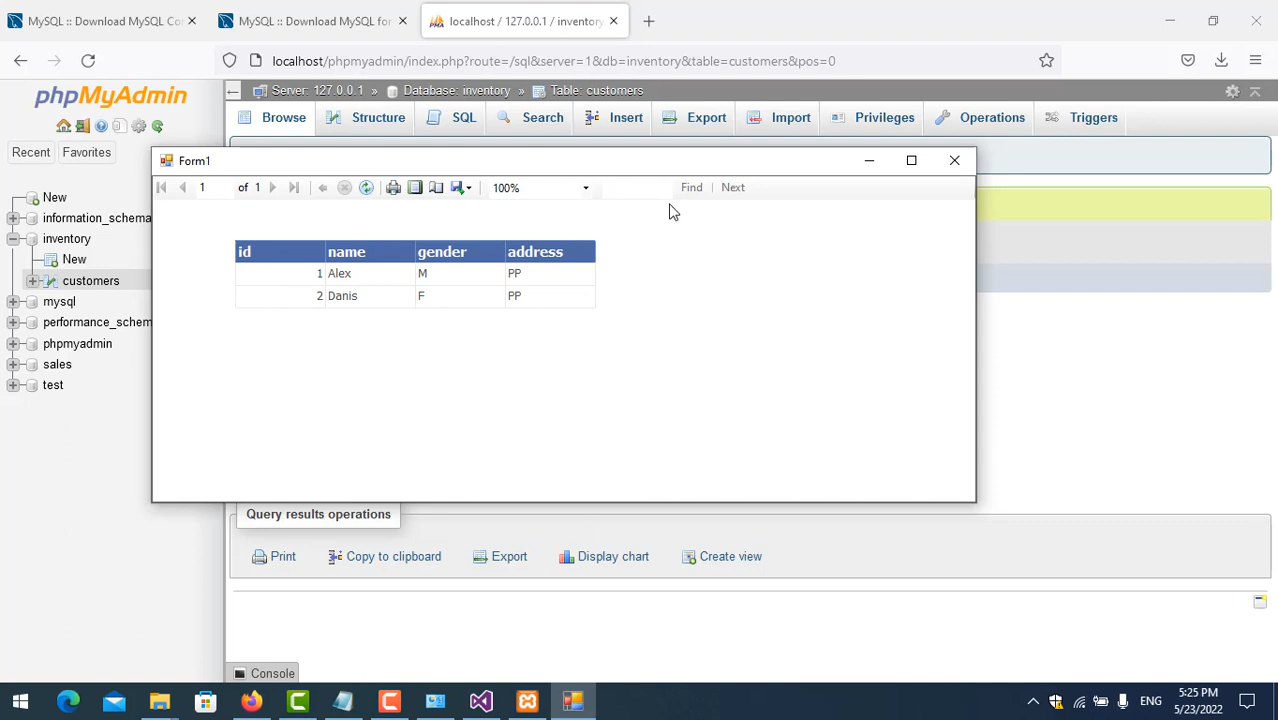 MySQL :: Download MySQL Co
MySQL :: Download MySQL for
localhost / 127.0.0.1 / inventory
localhost/phpmyadmin/index.php?route=/sql&server=1&db=inventory&table=customers&pos=0
phpMyAdmin
Server: 127.0.0.1 » Database: inventory » Table: customers
Browse Structure SQL Search Insert Export Import Privileges Operations Triggers
Recent Favorites
Form1
1 of 1 100% Find Next
New
information_schema
inventory
New
customers
mysql
performance_schem
phpmyadmin
sales
test
id name gender address
1 Alex M PP
2 Danis F PP
Query results operations
Print Copy to clipboard Export Display chart Create view
Console
ENG
5:25 PM
5/23/2022